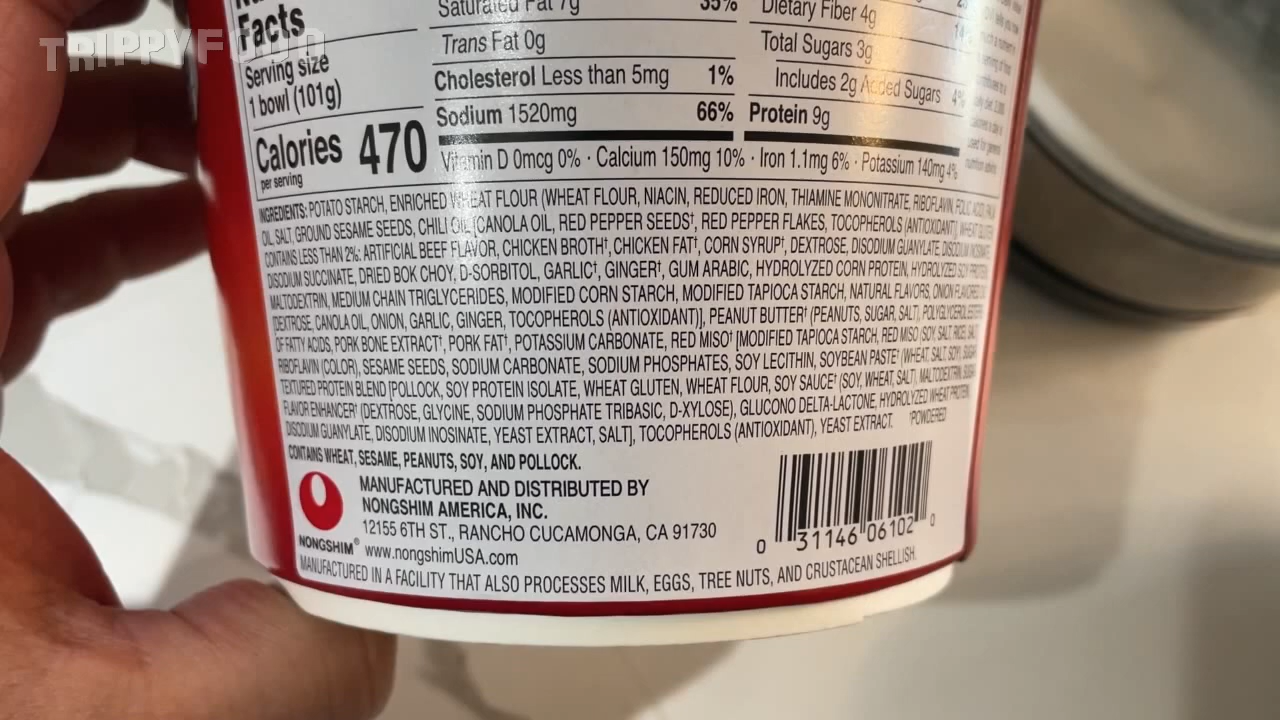 TRIPPYFOOD
Facts
Serving size
1 bowl (101g)
Calories 470
per serving
Saturated Fat 7g 35%
Trans Fat 0g
Cholesterol Less than 5mg 1%
Sodium 1520mg 66%
Dietary Fiber 4g
Total Sugars 3g
Includes 2g Added Sugars 4%
Protein 9g
Vitamin D 0mcg 0% · Calcium 150mg 10% · Iron 1.1mg 6% · Potassium 140mg 4%
INGREDIENTS: POTATO STARCH, ENRICHED WHEAT FLOUR (WHEAT FLOUR, NIACIN, REDUCED IRON, THIAMINE MONONITRATE, RIBOFLAVIN, FOLIC ACID),
OIL, SALT, GROUND SESAME SEEDS, CHILI OIL [CANOLA OIL, RED PEPPER SEEDS†, RED PEPPER FLAKES, TOCOPHEROLS (ANTIOXIDANT)], WHEAT
CONTAINS LESS THAN 2%: ARTIFICIAL BEEF FLAVOR, CHICKEN BROTH†, CHICKEN FAT†, CORN SYRUP†, DEXTROSE, DISODIUM GUANYLATE, DISODIUM
DISODIUM SUCCINATE, DRIED BOK CHOY, D-SORBITOL, GARLIC†, GINGER†, GUM ARABIC, HYDROLYZED CORN PROTEIN, HYDROLYZED SOY PROTEIN
MALTODEXTRIN, MEDIUM CHAIN TRIGLYCERIDES, MODIFIED CORN STARCH, MODIFIED TAPIOCA STARCH, NATURAL FLAVORS, ONION FLAVORED
[DEXTROSE, CANOLA OIL, ONION, GARLIC, GINGER, TOCOPHEROLS (ANTIOXIDANT)], PEANUT BUTTER† (PEANUTS, SUGAR, SALT),
OF FATTY ACIDS, PORK BONE EXTRACT†, PORK FAT†, POTASSIUM CARBONATE, RED MISO† [MODIFIED TAPIOCA STARCH, RED MISO (SOY, SALT, RICE),
RIBOFLAVIN (COLOR), SESAME SEEDS, SODIUM CARBONATE, SODIUM PHOSPHATES, SOY LECITHIN, SOYBEAN PASTE† (WHEAT, SALT, SOY),
TEXTURED PROTEIN BLEND [POLLOCK, SOY PROTEIN ISOLATE, WHEAT GLUTEN, WHEAT FLOUR, SOY SAUCE† (SOY, WHEAT, SALT), MALTODEXTRIN,
FLAVOR ENHANCER† (DEXTROSE, GLYCINE, SODIUM PHOSPHATE TRIBASIC, D-XYLOSE), GLUCONO DELTA-LACTONE, HYDROLYZED WHEAT PROTEIN,
DISODIUM GUANYLATE, DISODIUM INOSINATE, YEAST EXTRACT, SALT], TOCOPHEROLS (ANTIOXIDANT), YEAST EXTRACT. †POWDERED
CONTAINS WHEAT, SESAME, PEANUTS, SOY, AND POLLOCK.
MANUFACTURED AND DISTRIBUTED BY
NONGSHIM AMERICA, INC.
12155 6TH ST., RANCHO CUCAMONGA, CA 91730
NONGSHIM® www.nongshimUSA.com
0 31146 06102 0
MANUFACTURED IN A FACILITY THAT ALSO PROCESSES MILK, EGGS, TREE NUTS, AND CRUSTACEAN SHELLFISH.